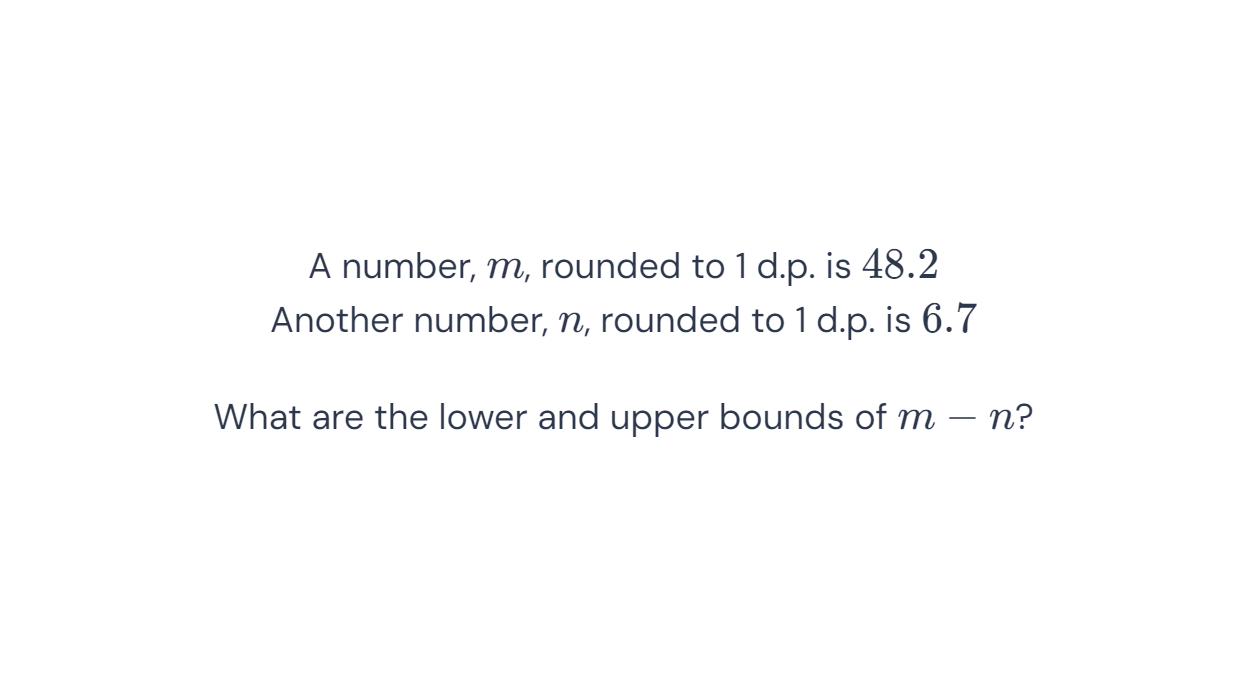 A number, m, rounded to 1 d.p. is 48.2
Another number, n, rounded to 1 d.p. is 6.7
What are the lower and upper bounds of m − n?